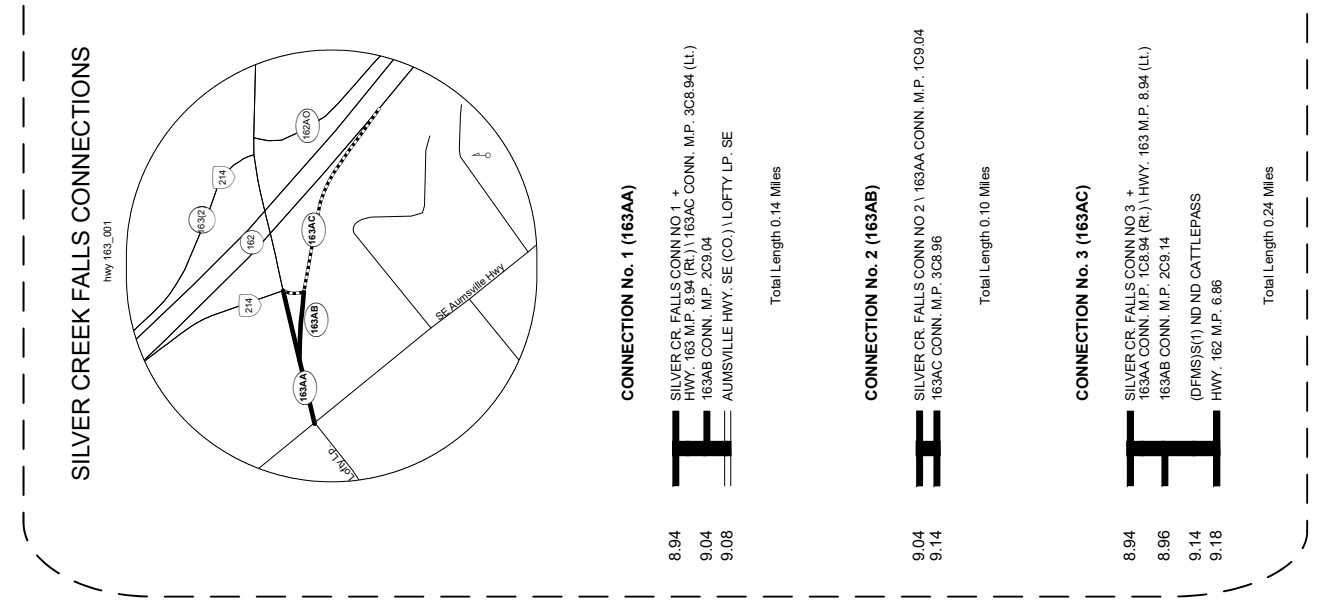 SILVER CREEK FALLS CONNECTIONS
hwy 163_001
214
163(2
162AO
162
214
163AC
163AB
163AA
SE Aumsville Hwy
Lofty LP
CONNECTION No. 1 (163AA)
8.94 SILVER CR. FALLS CONN NO 1 +
HWY. 163 M.P. 8.94 (Rt.) \ 163AC CONN. M.P. 3C8.94 (Lt.)
9.04 163AB CONN. M.P. 2C9.04
9.08 AUMSVILLE HWY. SE (CO.) \ LOFTY LP. SE
Total Length 0.14 Miles
CONNECTION No. 2 (163AB)
9.04 SILVER CR. FALLS CONN NO 2 \ 163AA CONN. M.P. 1C9.04
9.14 163AC CONN. M.P. 3C8.96
Total Length 0.10 Miles
CONNECTION No. 3 (163AC)
8.94 SILVER CR. FALLS CONN NO 3 +
163AA CONN. M.P. 1C8.94 (Rt.) \ HWY. 163 M.P. 8.94 (Lt.)
8.96 163AB CONN. M.P. 2C9.14
9.14 (DFMS)S(1) ND ND CATTLEPASS
9.18 HWY. 162 M.P. 6.86
Total Length 0.24 Miles